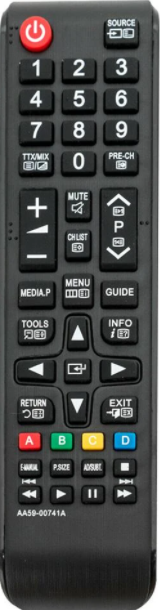 SOURCE
1 2 3
4 5 6
7 8 9
TTX/MIX 0 PRE-CH
MUTE
P
CH LIST
MEDIA.P MENU GUIDE
TOOLS INFO
RETURN EXIT
A B C D
E-MANUAL P.SIZE AD/SUBT.
AA59-00741A